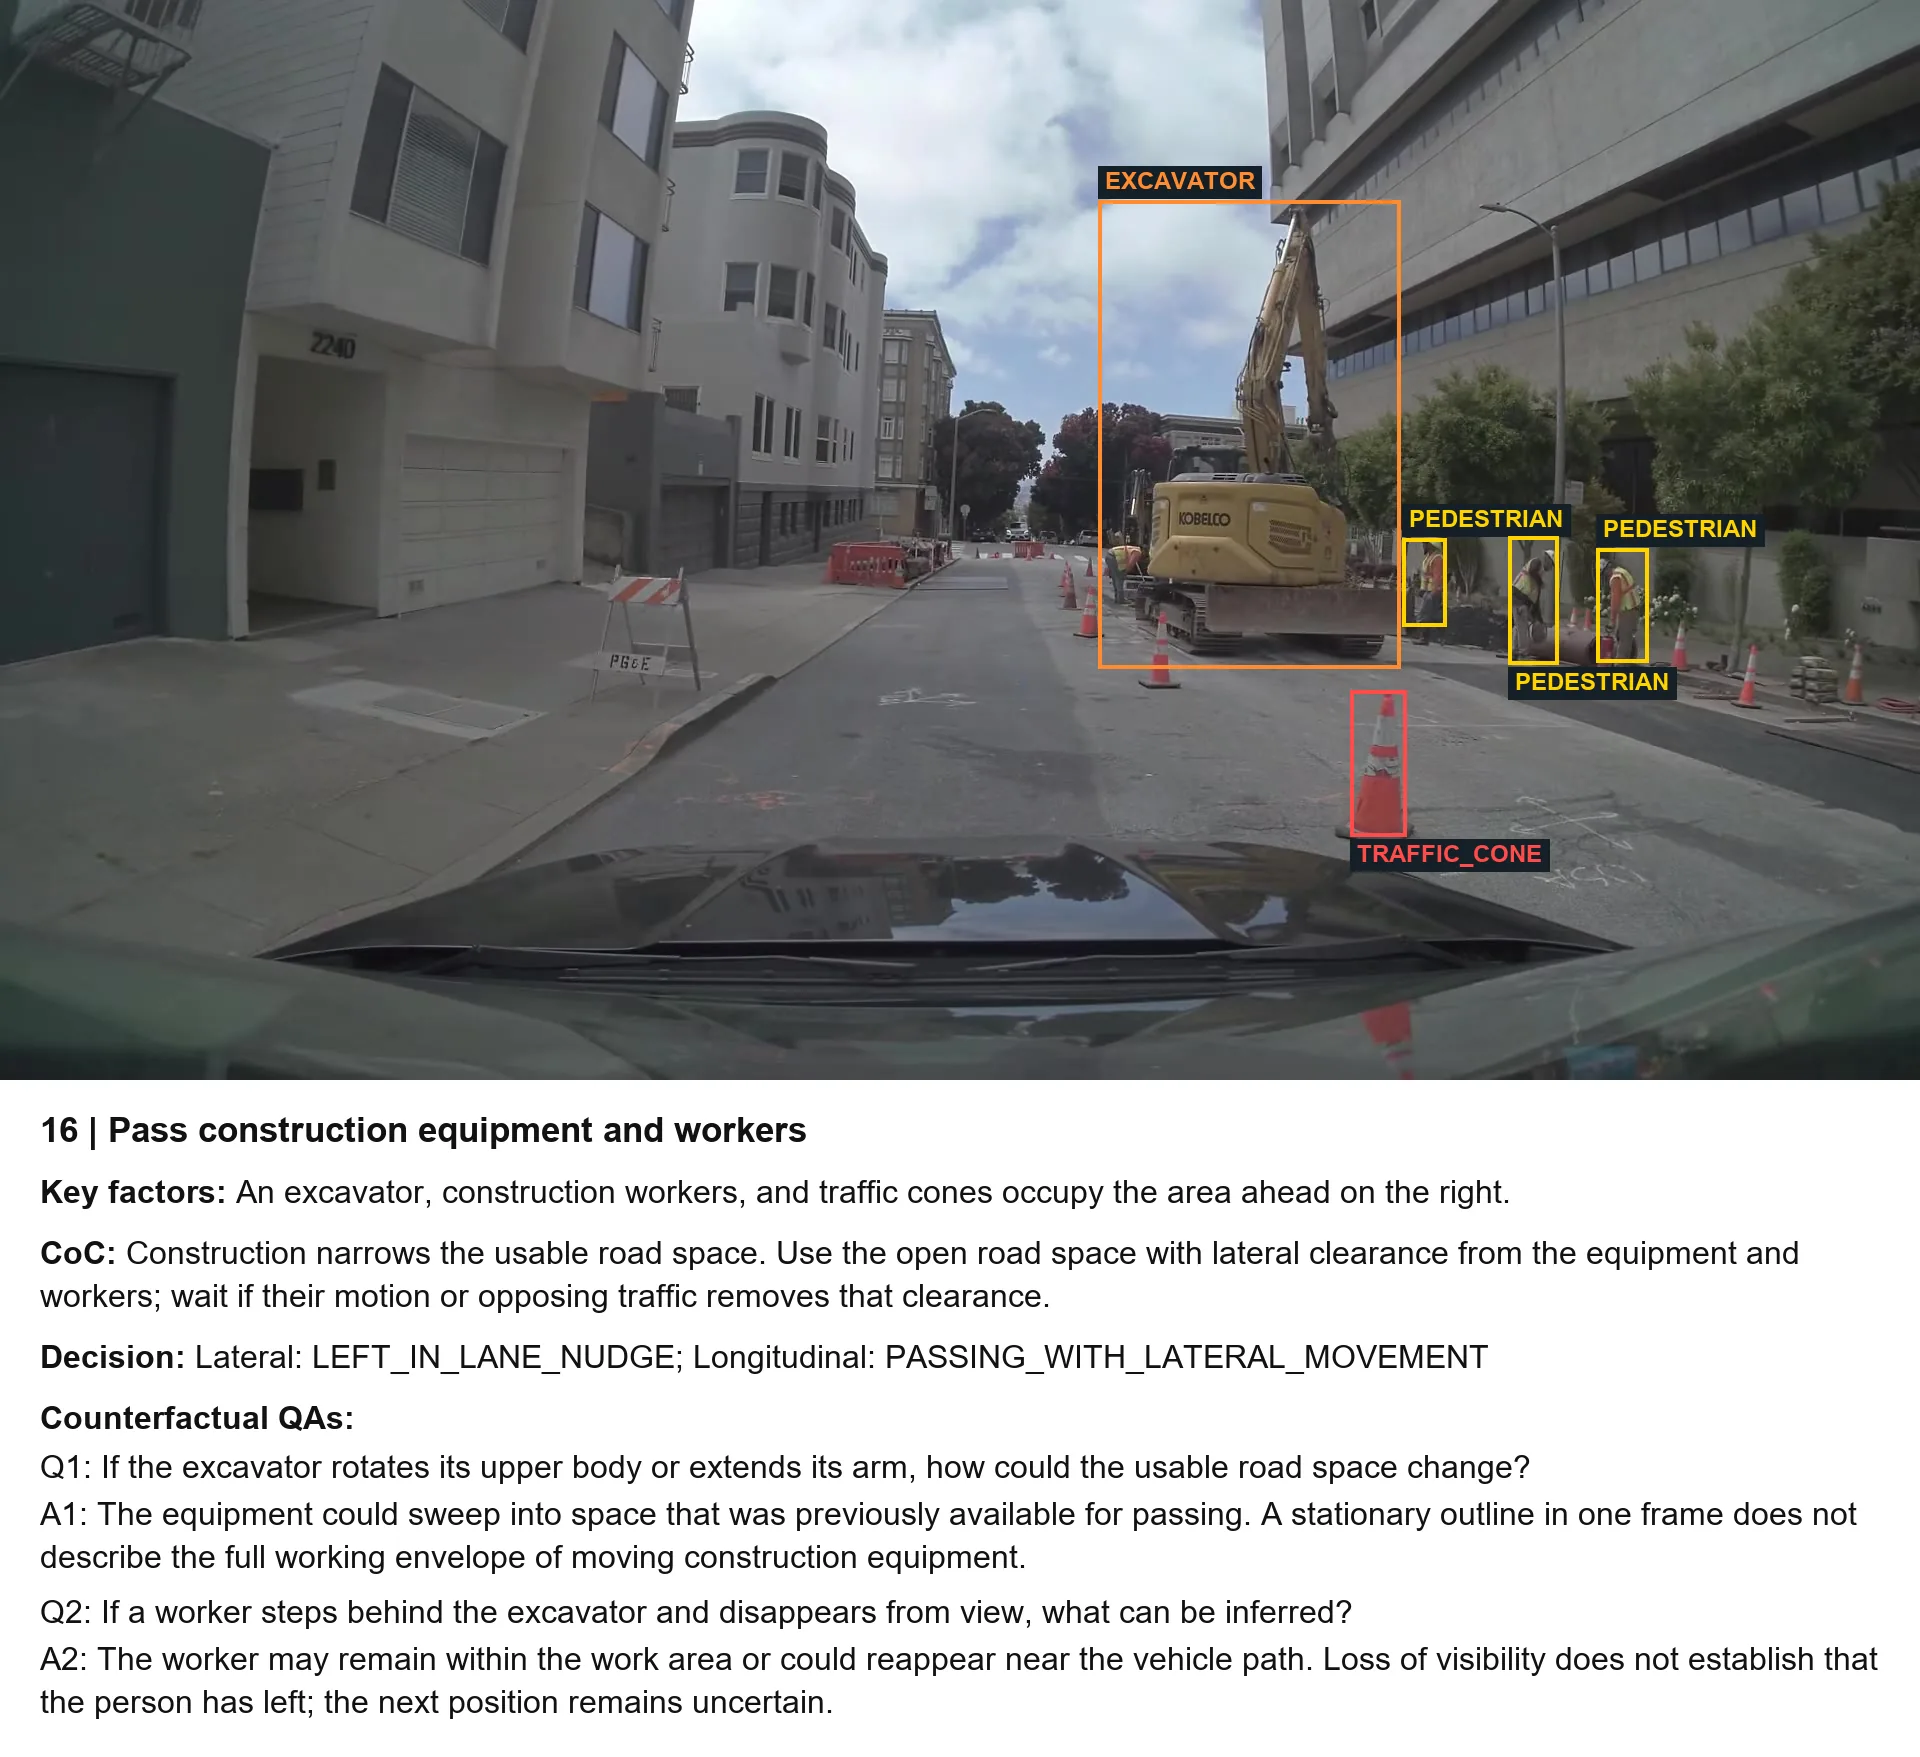 2240
EXCAVATOR
KOBELCO
PEDESTRIAN
PEDESTRIAN
PG&E
PEDESTRIAN
TRAFFIC_CONE
16 | Pass construction equipment and workers
Key factors: An excavator, construction workers, and traffic cones occupy the area ahead on the right.
CoC: Construction narrows the usable road space. Use the open road space with lateral clearance from the equipment and
workers; wait if their motion or opposing traffic removes that clearance.
Decision: Lateral: LEFT_IN_LANE_NUDGE; Longitudinal: PASSING_WITH_LATERAL_MOVEMENT
Counterfactual QAs:
Q1: If the excavator rotates its upper body or extends its arm, how could the usable road space change?
A1: The equipment could sweep into space that was previously available for passing. A stationary outline in one frame does not
describe the full working envelope of moving construction equipment.
Q2: If a worker steps behind the excavator and disappears from view, what can be inferred?
A2: The worker may remain within the work area or could reappear near the vehicle path. Loss of visibility does not establish that
the person has left; the next position remains uncertain.